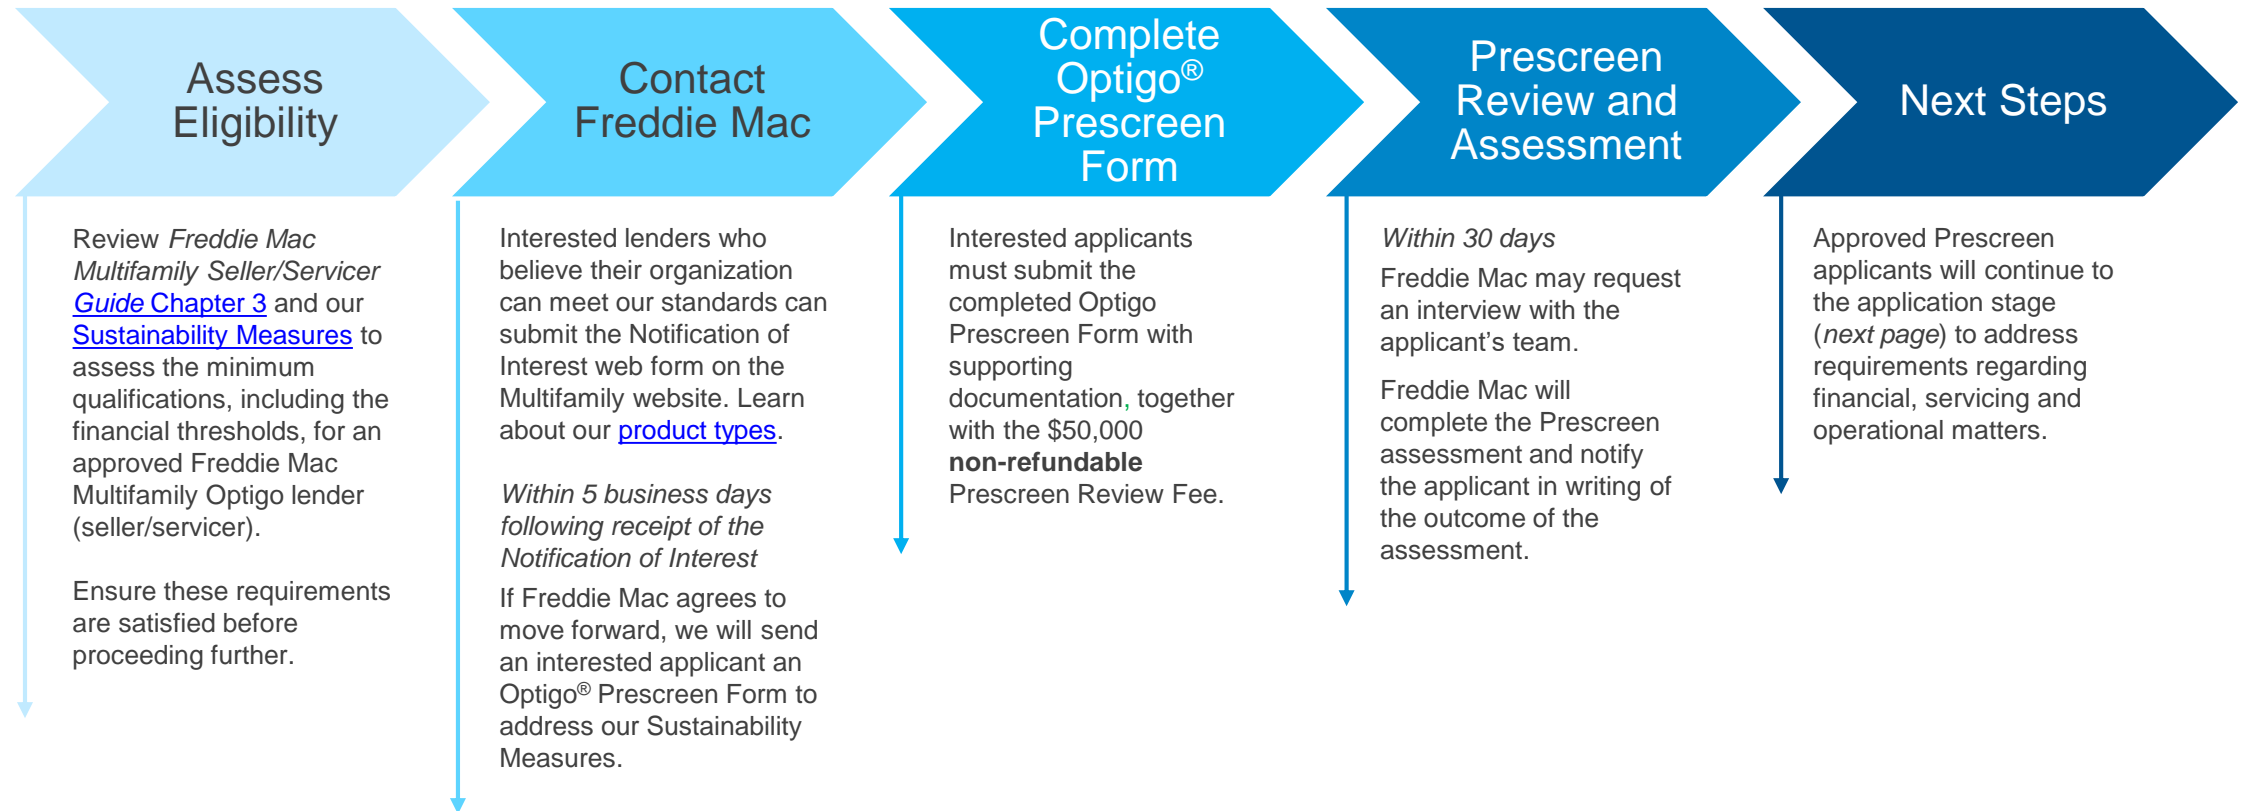 Assess
Eligibility
Review Freddie Mac
Multifamily Seller/Servicer
Guide Chapter 3 and our
Sustainability Measures to
assess the minimum
qualifications, including the
financial thresholds, for an
approved Freddie Mac
Multifamily Optigo lender
(seller/servicer).
Ensure these requirements
are satisfied before
proceeding further.
Contact
Freddie Mac
Interested lenders who
believe their organization
can meet our standards can
submit the Notification of
Interest web form on the
Multifamily website. Learn
about our product types.
Within 5 business days
following receipt of the
Notification of Interest
If Freddie Mac agrees to
move forward, we will send
an interested applicant an
Optigo® Prescreen Form to
address our Sustainability
Measures.
Complete
Optigo®
Prescreen
Form
Interested applicants
must submit the
completed Optigo
Prescreen Form with
supporting
documentation, together
with the $50,000
non-refundable
Prescreen Review Fee.
Prescreen
Review and
Assessment
Within 30 days
Freddie Mac may request
an interview with the
applicant’s team.
Freddie Mac will
complete the Prescreen
assessment and notify
the applicant in writing of
the outcome of the
assessment.
Next Steps
Approved Prescreen
applicants will continue to
the application stage
(next page) to address
requirements regarding
financial, servicing and
operational matters.